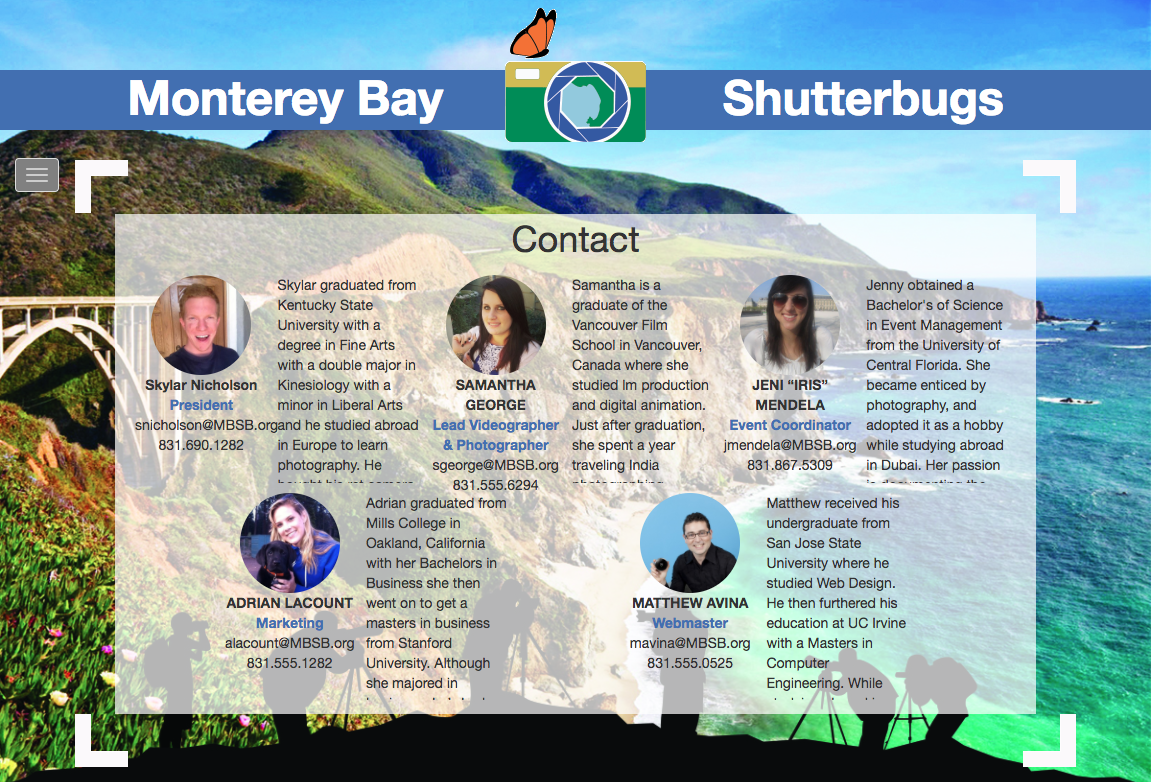 Monterey Bay Shutterbugs
Contact
Skylar Nicholson
President
snicholson@MBSB.org
831.690.1282
Skylar graduated from
Kentucky State
University with a
degree in Fine Arts
with a double major in
Kinesiology with a
minor in Liberal Arts
and he studied abroad
in Europe to learn
photography. He
SAMANTHA
GEORGE
Lead Videographer
& Photographer
sgeorge@MBSB.org
831.555.6294
Samantha is a
graduate of the
Vancouver Film
School in Vancouver,
Canada where she
studied lm production
and digital animation.
Just after graduation,
she spent a year
traveling India
photographing
JENI “IRIS”
MENDELA
Event Coordinator
jmendela@MBSB.org
831.867.5309
Jenny obtained a
Bachelor's of Science
in Event Management
from the University of
Central Florida. She
became enticed by
photography, and
adopted it as a hobby
while studying abroad
in Dubai. Her passion
is documenting the
ADRIAN LACOUNT
Marketing
alacount@MBSB.org
831.555.1282
Adrian graduated from
Mills College in
Oakland, California
with her Bachelors in
Business she then
went on to get a
masters in business
from Stanford
University. Although
she majored in
MATTHEW AVINA
Webmaster
mavina@MBSB.org
831.555.0525
Matthew received his
undergraduate from
San Jose State
University where he
studied Web Design.
He then furthered his
education at UC Irvine
with a Masters in
Computer
Engineering. While